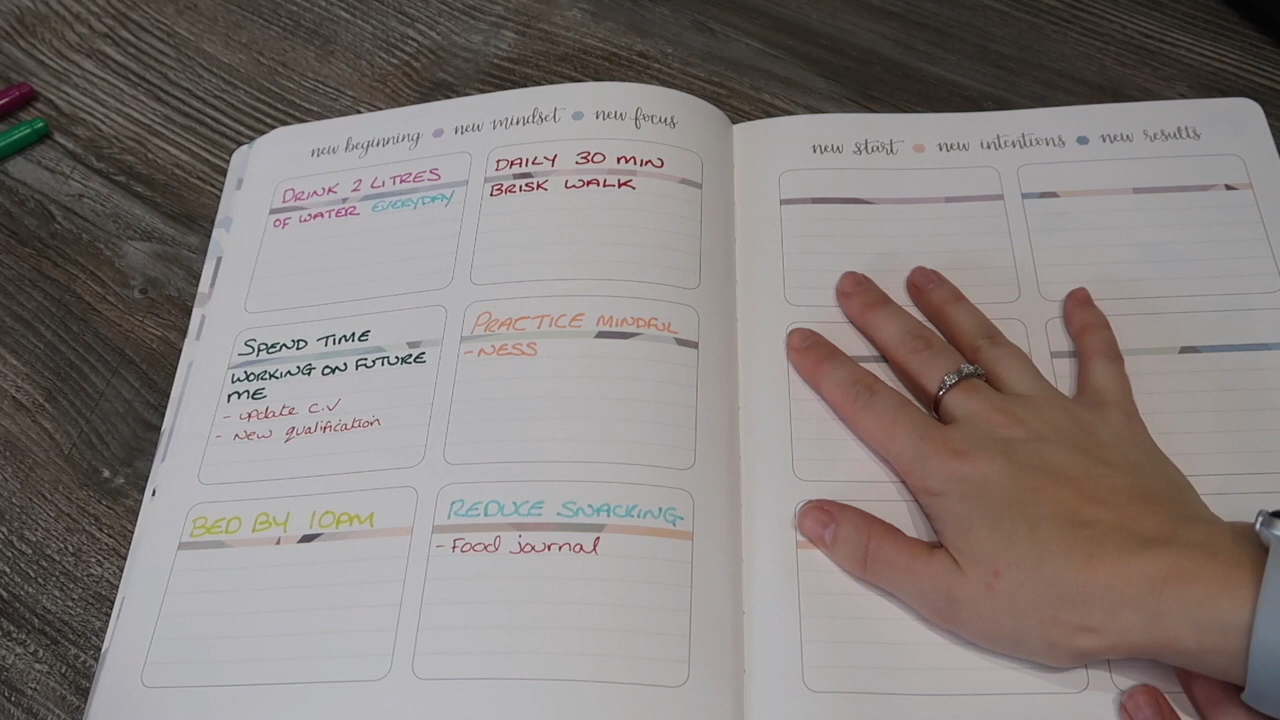 new beginning new mindset new focus
DRINK 2 LITRES
OF WATER EVERYDAY
DAILY 30 MIN
BRISK WALK
SPEND TIME
WORKING ON FUTURE
ME
- update C.V
- New qualification
PRACTICE MINDFUL
-NESS
BED BY 10PM
REDUCE SNACKING
- Food journal
new start new intentions new results